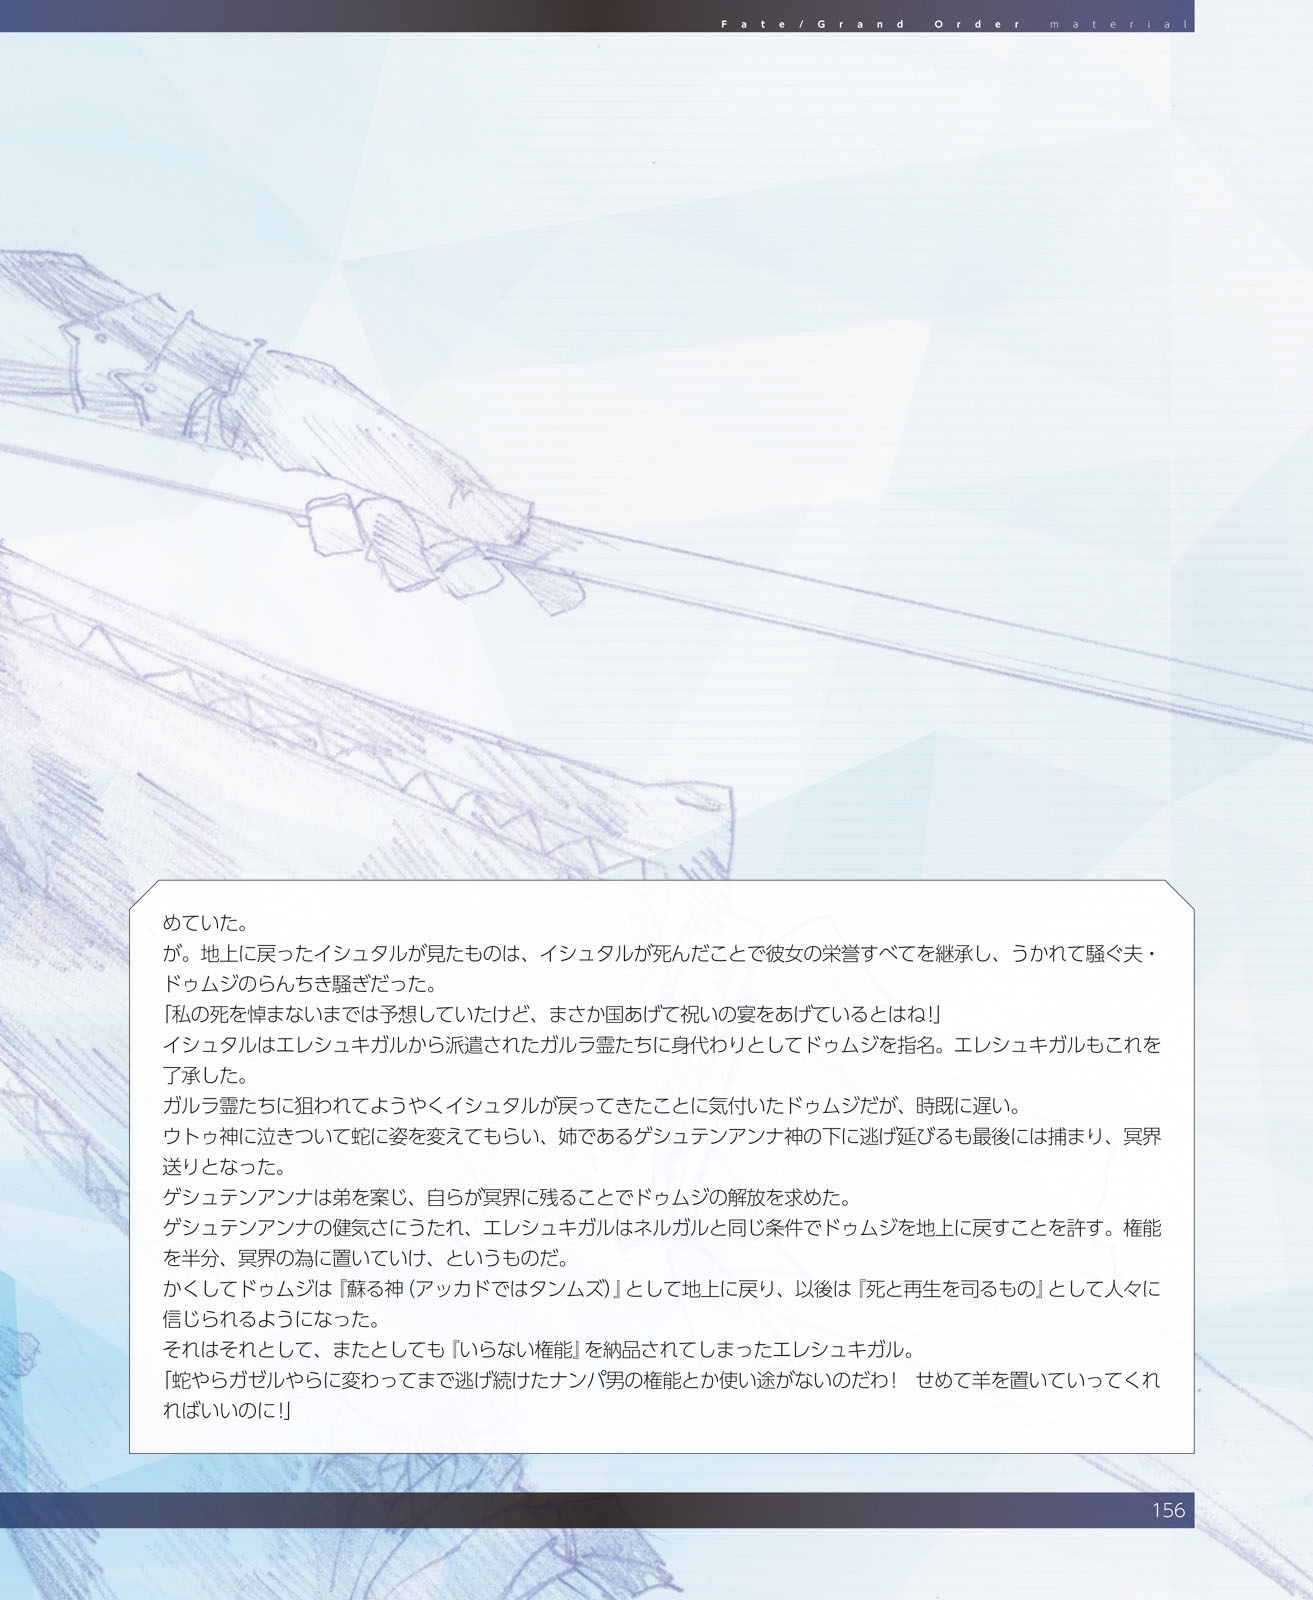 Fate/Grand Order material
めていた。
が。地上に戻ったイシュタルが見たものは、イシュタルが死んだことで彼女の栄誉すべてを継承し、うかれて騒ぐ夫・
ドゥムジのらんちき騒ぎだった。
「私の死を悼まないまでは予想していたけど、まさか国あげて祝いの宴をあげているとはね!」
イシュタルはエレシュキガルから派遣されたガルラ霊たちに身代わりとしてドゥムジを指名。エレシュキガルもこれを
了承した。
ガルラ霊たちに狙われてようやくイシュタルが戻ってきたことに気付いたドゥムジだが、時既に遅い。
ウトゥ神に泣きついて蛇に姿を変えてもらい、姉であるゲシュテンアンナ神の下に逃げ延びるも最後には捕まり、冥界
送りとなった。
ゲシュテンアンナは弟を案じ、自らが冥界に残ることでドゥムジの解放を求めた。
ゲシュテンアンナの健気さにうたれ、エレシュキガルはネルガルと同じ条件でドゥムジを地上に戻すことを許す。権能
を半分、冥界の為に置いていけ、というものだ。
かくしてドゥムジは『蘇る神(アッカドではタンムズ)』として地上に戻り、以後は『死と再生を司るもの』として人々に
信じられるようになった。
それはそれとして、またとしても『いらない権能』を納品されてしまったエレシュキガル。
「蛇やらガゼルやらに変わってまで逃げ続けたナンパ男の権能とか使い途がないのだわ!　せめて羊を置いていってくれ
ればいいのに!」
156